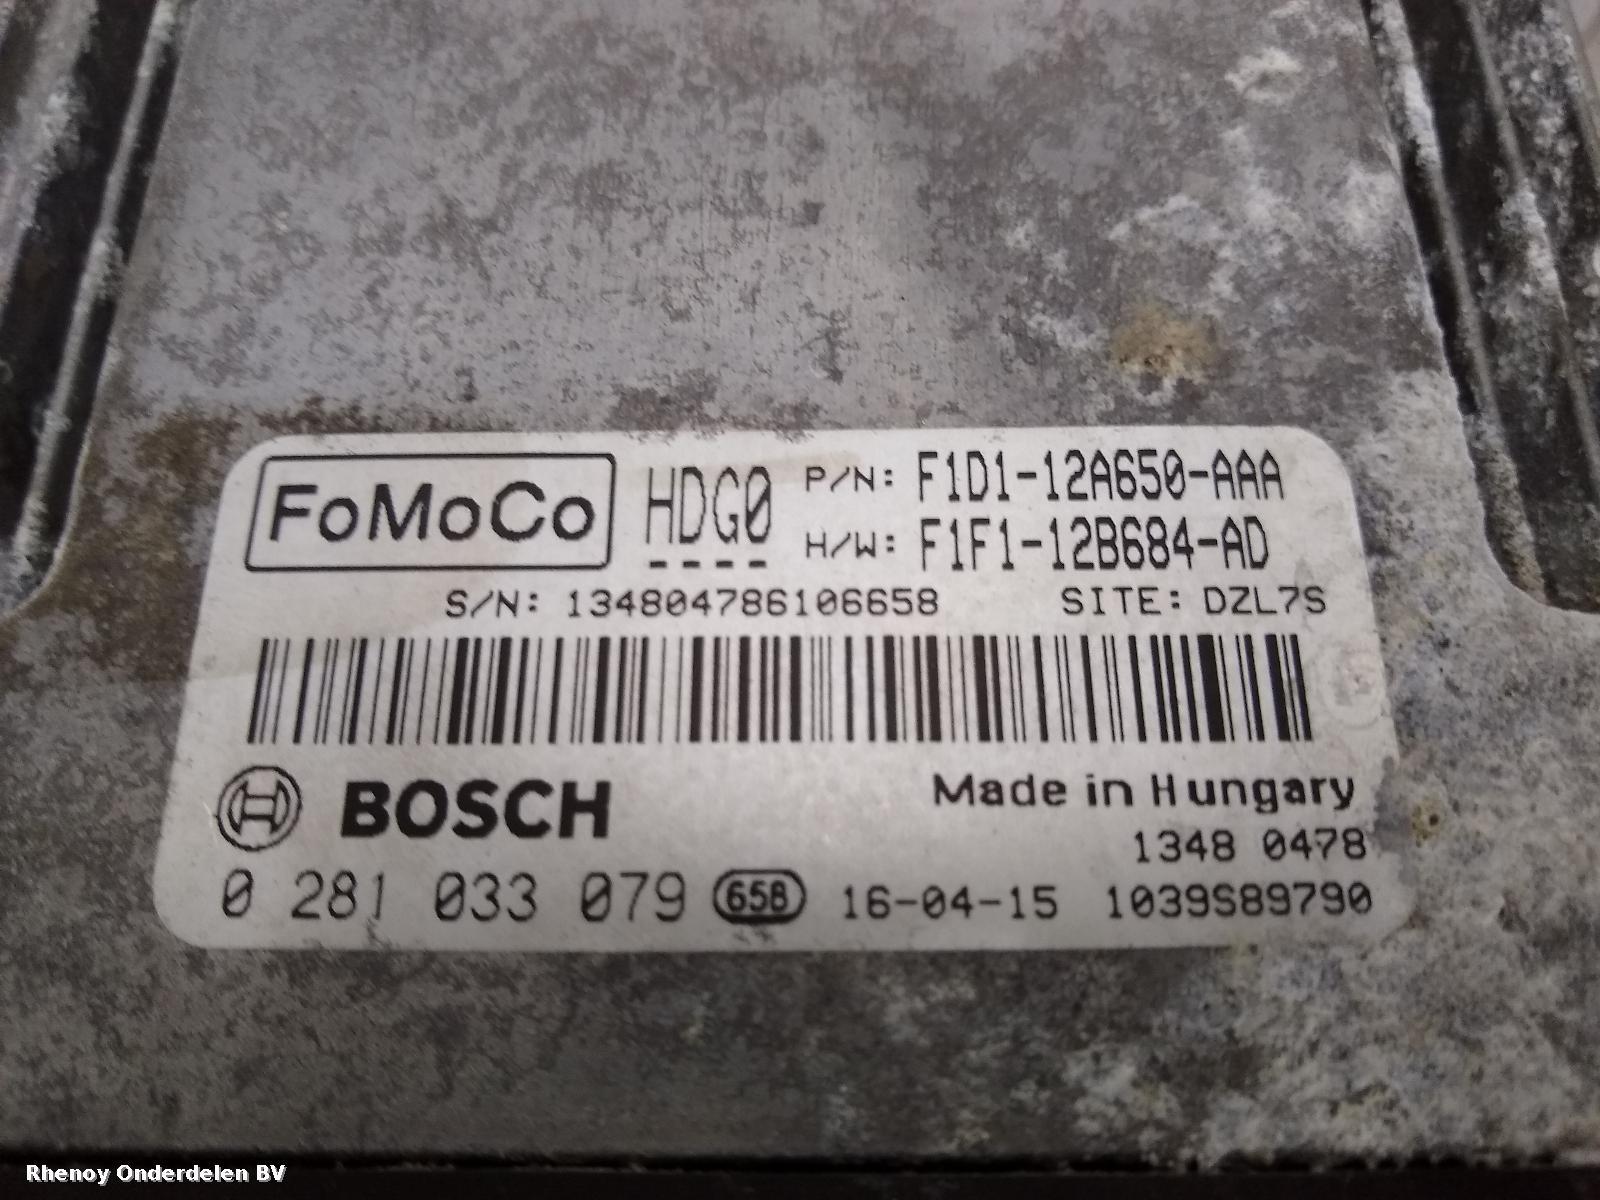 FoMoCo HDG0 P/N: F1D1-12A650-AAA
H/W: F1F1-12B684-AD
S/N: 134804786106658 SITE: DZL7S
BOSCH Made in Hungary
1348 0478
0 281 033 079 658 16-04-15 1039S89790
Rhenoy Onderdelen BV